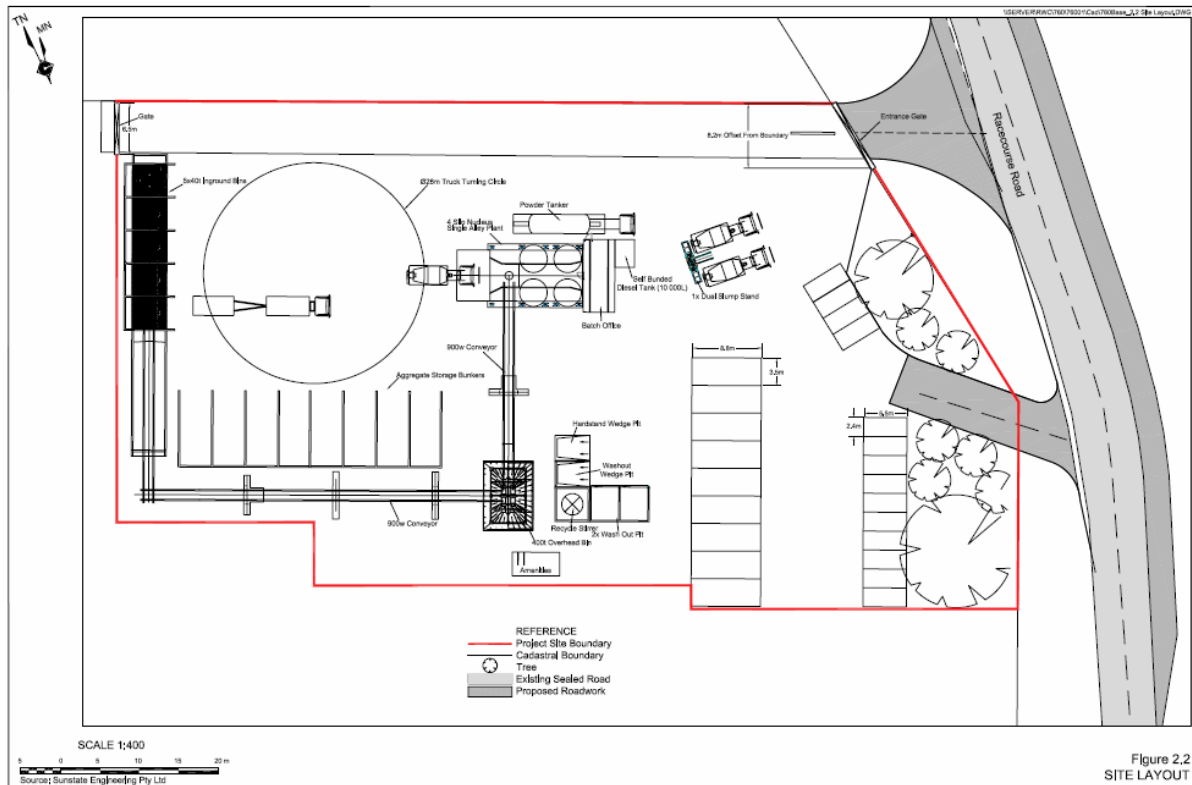 \\SERVER\RWC\760\76001\Cad\760Base_2.2 Site Layout.DWG
TN
MN
Gate
6.5m
8.2m Offset From Boundary
Entrance Gate
Racecourse Road
5x40t Inground Bins
Ø28m Truck Turning Circle
Powder Tanker
4 Silo Nucleus
Single Alley Plant
Self Bunded
Diesel Tank (10 000L)
1x Dual Slump Stand
Batch Office
900w Conveyor
Aggregate Storage Bunkers
3.5m
2.4m
Hardstand Wedge Pit
Washout
Wedge Pit
Recycle Stirrer
2x Wash Out Pit
900w Conveyor
400t Overhead Bin
Amenities
REFERENCE
Project Site Boundary
Cadastral Boundary
Tree
Existing Sealed Road
Proposed Roadwork
SCALE 1:400
5 0 5 10 15 20 m
Source: Sunstate Engineering Pty Ltd
Figure 2.2
SITE LAYOUT